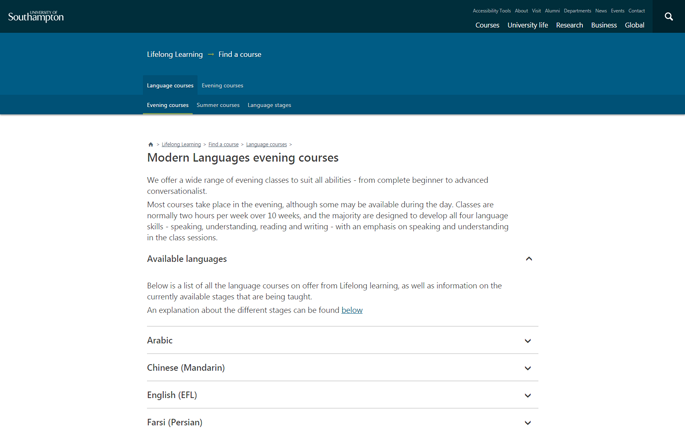 UNIVERSITY OF
Southampton
Accessibility Tools About Visit Alumni Departments News Events Contact
Courses University life Research Business Global
Lifelong Learning → Find a course
Language courses Evening courses
Evening courses Summer courses Language stages
> Lifelong Learning > Find a course > Language courses >
Modern Languages evening courses
We offer a wide range of evening classes to suit all abilities - from complete beginner to advanced
conversationalist.
Most courses take place in the evening, although some may be available during the day. Classes are
normally two hours per week over 10 weeks, and the majority are designed to develop all four language
skills - speaking, understanding, reading and writing - with an emphasis on speaking and understanding
in the class sessions.
Available languages
Below is a list of all the language courses on offer from Lifelong learning, as well as information on the
currently available stages that are being taught.
An explanation about the different stages can be found below
Arabic
Chinese (Mandarin)
English (EFL)
Farsi (Persian)